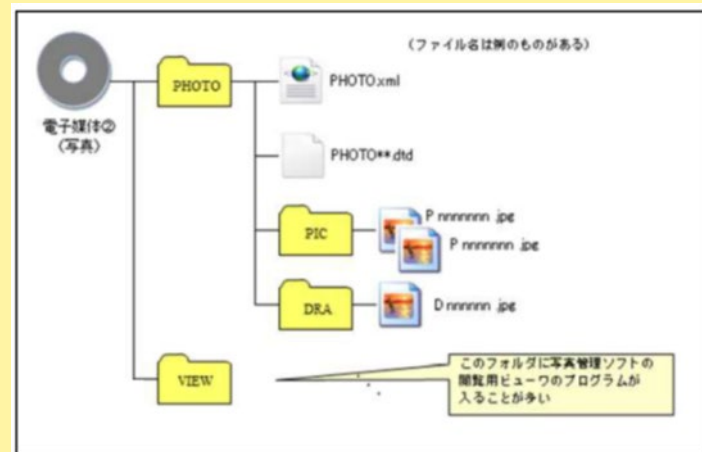 (ファイル名は例のものがある)
電子媒体②
(写真)
PHOTO
PHOTO.xml
PHOTO**.dtd
PIC
P nnnnnnn .jpg
P nnnnnnn .jpg
DRA
D nnnnnnn .jpg
VIEW
このフォルダに写真管理ソフトの
閲覧用ビューワのプログラムが
入ることが多い